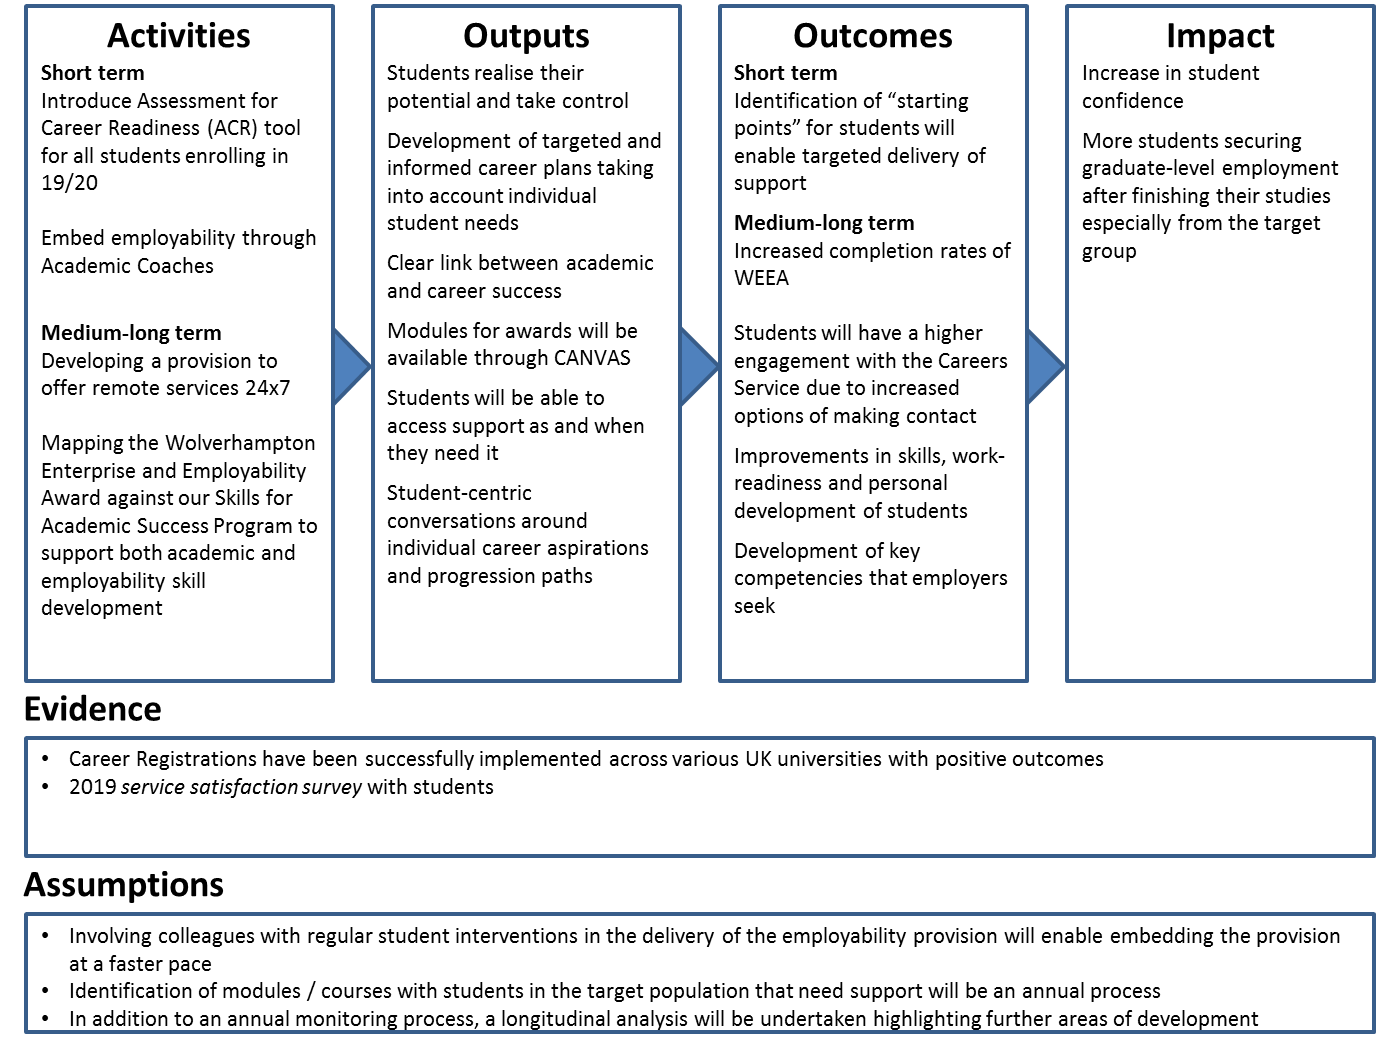 Activities
Short term
Introduce Assessment for
Career Readiness (ACR) tool
for all students enrolling in
19/20
Embed employability through
Academic Coaches
Medium-long term
Developing a provision to
offer remote services 24x7
Mapping the Wolverhampton
Enterprise and Employability
Award against our Skills for
Academic Success Program to
support both academic and
employability skill
development
Outputs
Students realise their
potential and take control
Development of targeted and
informed career plans taking
into account individual
student needs
Clear link between academic
and career success
Modules for awards will be
available through CANVAS
Students will be able to
access support as and when
they need it
Student-centric
conversations around
individual career aspirations
and progression paths
Outcomes
Short term
Identification of “starting
points” for students will
enable targeted delivery of
support
Medium-long term
Increased completion rates of
WEEA
Students will have a higher
engagement with the Careers
Service due to increased
options of making contact
Improvements in skills, work-
readiness and personal
development of students
Development of key
competencies that employers
seek
Impact
Increase in student
confidence
More students securing
graduate-level employment
after finishing their studies
especially from the target
group
Evidence
• Career Registrations have been successfully implemented across various UK universities with positive outcomes
• 2019 service satisfaction survey with students
Assumptions
• Involving colleagues with regular student interventions in the delivery of the employability provision will enable embedding the provision
at a faster pace
• Identification of modules / courses with students in the target population that need support will be an annual process
• In addition to an annual monitoring process, a longitudinal analysis will be undertaken highlighting further areas of development